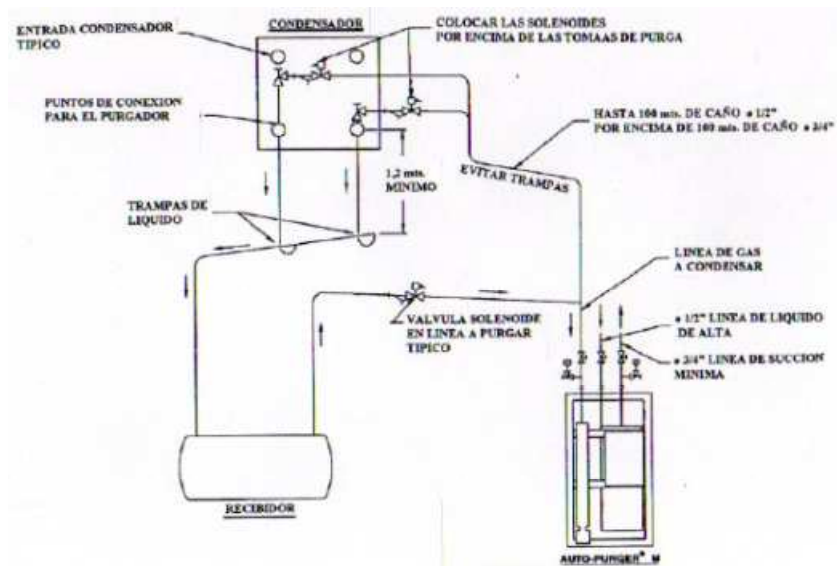 CONDENSADOR
ENTRADA CONDENSADOR
TIPICO
COLOCAR LAS SOLENOIDES
POR ENCIMA DE LAS TOMAAS DE PURGA
PUNTOS DE CONEXION
PARA EL PURGADOR
HASTA 100 mts. DE CAÑO ø 1/2"
POR ENCIMA DE 100 mts. DE CAÑO ø 3/4"
EVITAR TRAMPAS
1,2 mts.
MINIMO
TRAMPAS DE
LIQUIDO
LINEA DE GAS
A CONDENSAR
VALVULA SOLENOIDE
EN LINEA A PURGAR
TIPICO
ø 1/2" LINEA DE LIQUIDO
DE ALTA
ø 3/4" LINEA DE SUCCION
MINIMA
RECIBIDOR
AUTO-PURGER® M